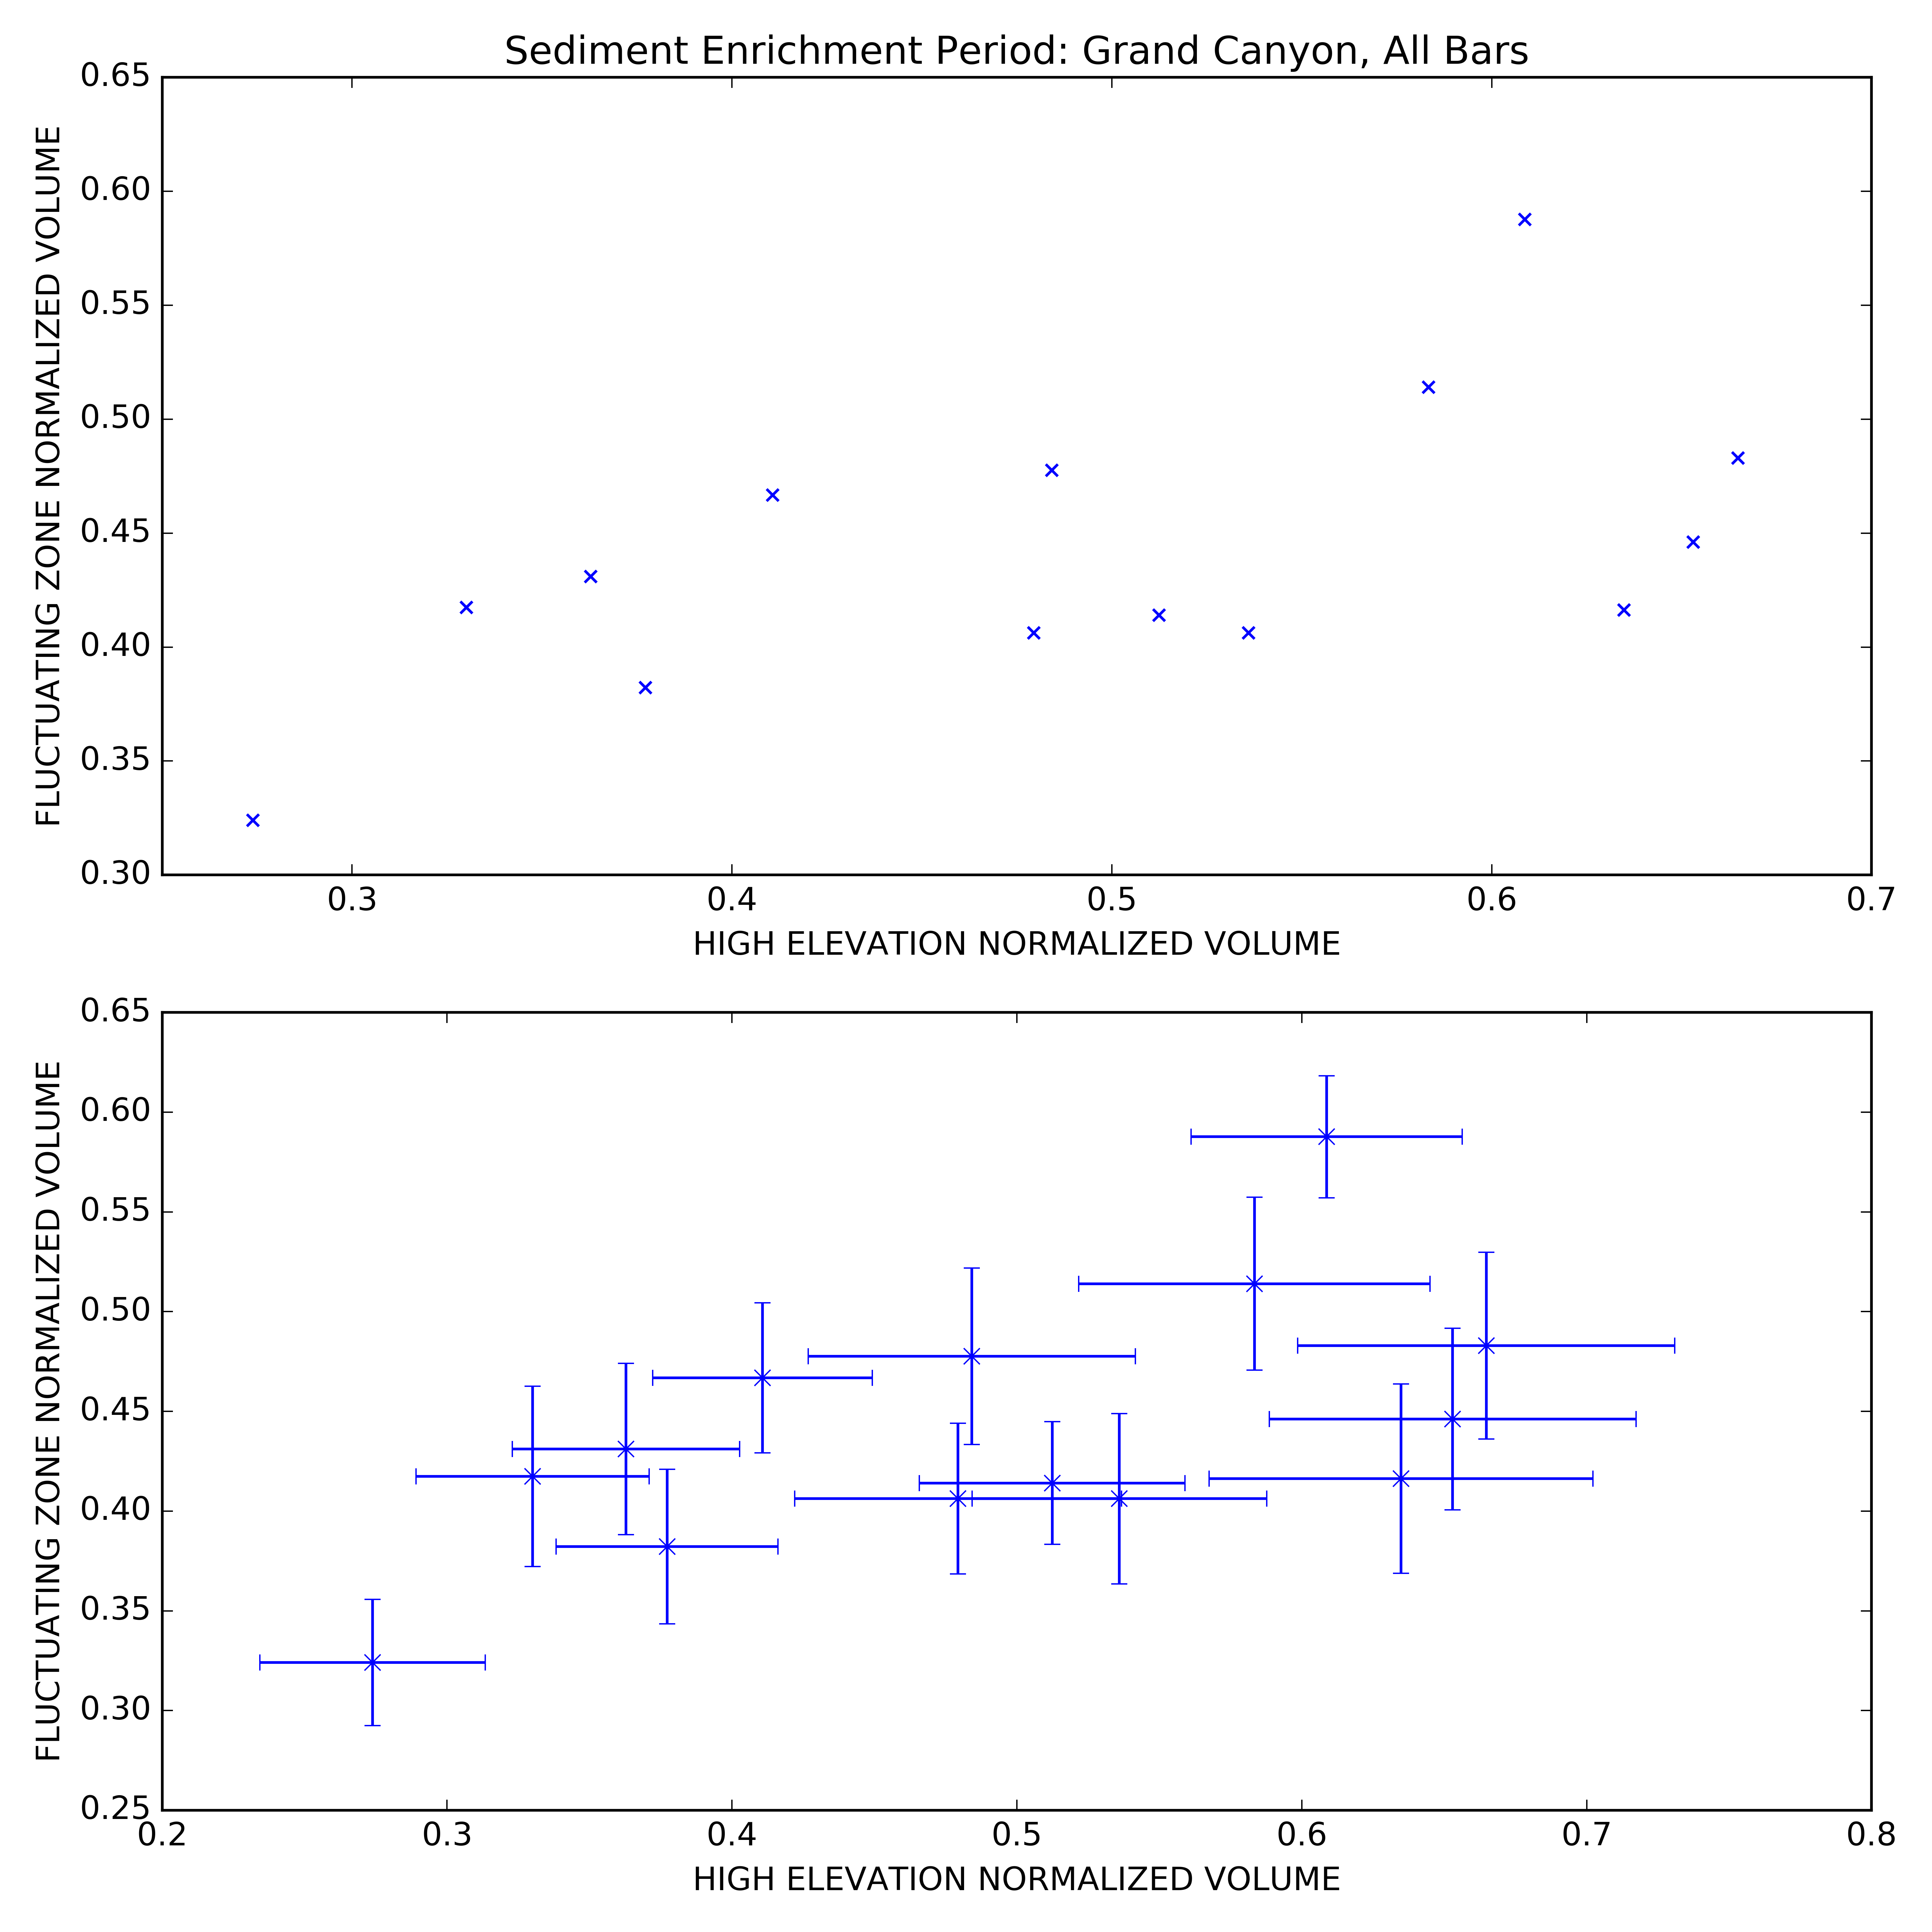 Sediment Enrichment Period: Grand Canyon, All Bars
0.65
0.60
0.55
0.50
0.45
0.40
0.35
0.30
FLUCTUATING ZONE NORMALIZED VOLUME
0.3 0.4 0.5 0.6 0.7
HIGH ELEVATION NORMALIZED VOLUME
0.65
0.60
0.55
0.50
0.45
0.40
0.35
0.30
0.25
FLUCTUATING ZONE NORMALIZED VOLUME
0.2 0.3 0.4 0.5 0.6 0.7 0.8
HIGH ELEVATION NORMALIZED VOLUME